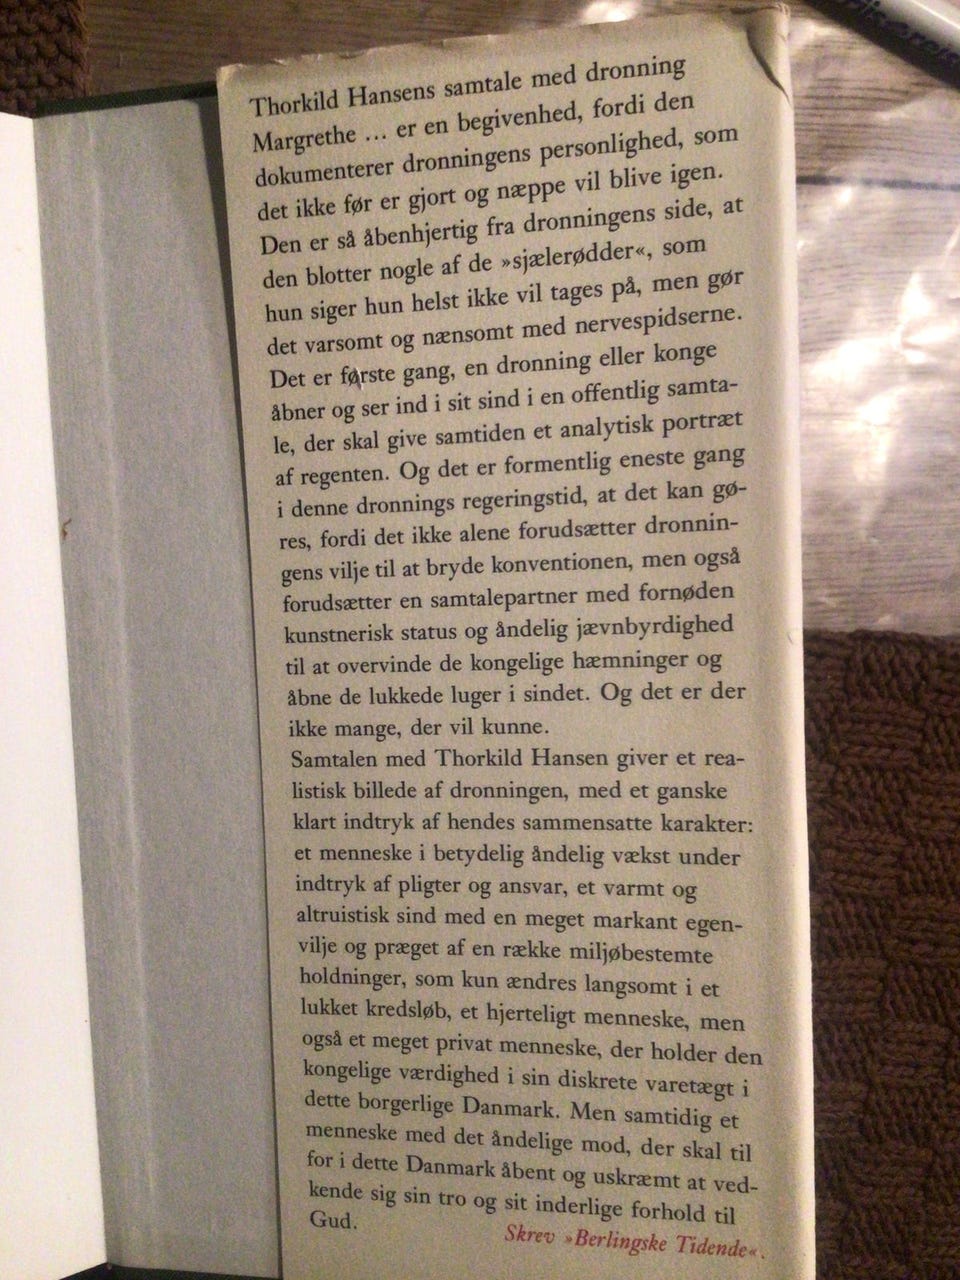 Thorkild Hansens samtale med dronning
Margrethe ... er en begivenhed, fordi den
dokumenterer dronningens personlighed, som
det ikke før er gjort og næppe vil blive igen.
Den er så åbenhjertig fra dronningens side, at
den blotter nogle af de »sjælerødder«, som
hun siger hun helst ikke vil tages på, men gør
det varsomt og nænsomt med nervespidserne.
Det er første gang, en dronning eller konge
åbner og ser ind i sit sind i en offentlig samta-
le, der skal give samtiden et analytisk portræt
af regenten. Og det er formentlig eneste gang
i denne dronnings regeringstid, at det kan gø-
res, fordi det ikke alene forudsætter dronnin-
gens vilje til at bryde konventionen, men også
forudsætter en samtalepartner med fornøden
kunstnerisk status og åndelig jævnbyrdighed
til at overvinde de kongelige hæmninger og
åbne de lukkede luger i sindet. Og det er der
ikke mange, der vil kunne.
Samtalen med Thorkild Hansen giver et rea-
listisk billede af dronningen, med et ganske
klart indtryk af hendes sammensatte karakter:
et menneske i betydelig åndelig vækst under
indtryk af pligter og ansvar, et varmt og
altruistisk sind med en meget markant egen-
vilje og præget af en række miljøbestemte
holdninger, som kun ændres langsomt i et
lukket kredsløb, et hjerteligt menneske, men
også et meget privat menneske, der holder den
kongelige værdighed i sin diskrete varetægt i
dette borgerlige Danmark. Men samtidig et
menneske med det åndelige mod, der skal til
for i dette Danmark åbent og uskræmt at ved-
kende sig sin tro og sit inderlige forhold til
Gud.
Skrev »Berlingske Tidende«.